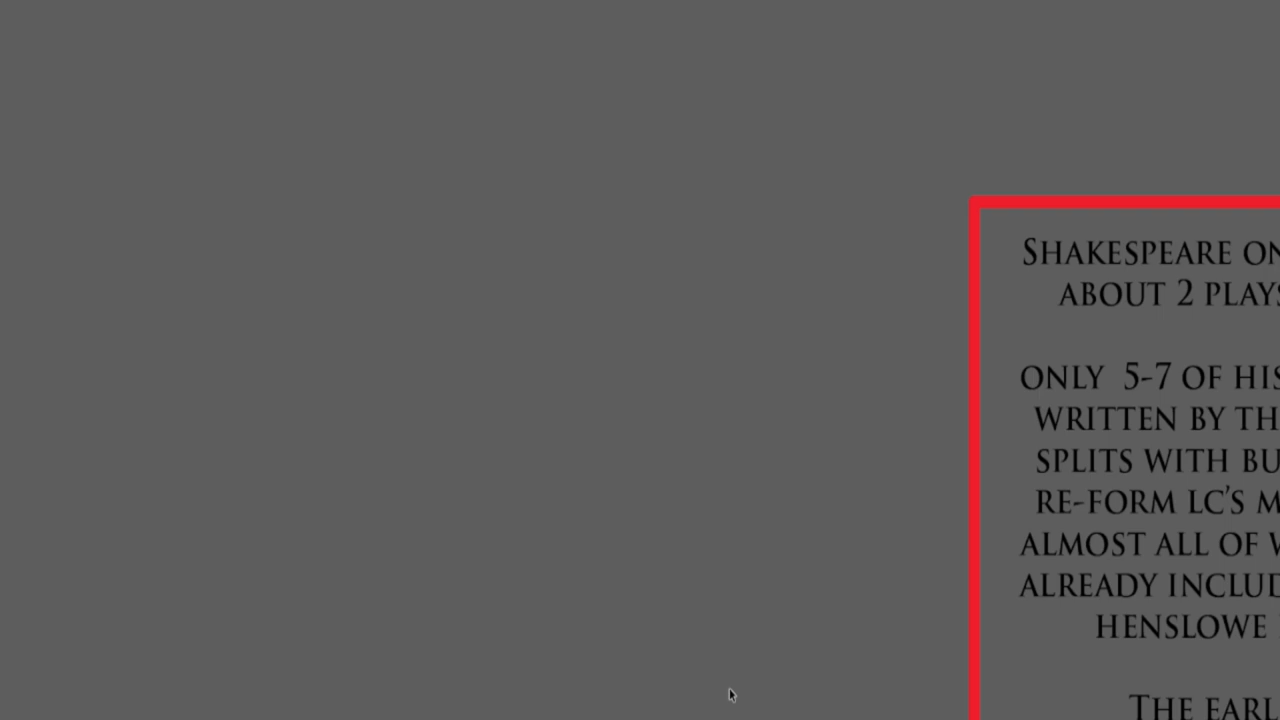 SHAKESPEARE ON
ABOUT 2 PLAYS
ONLY 5-7 OF HIS
WRITTEN BY TH
SPLITS WITH BU
RE-FORM LC'S M
ALMOST ALL OF
ALREADY INCLUD
HENSLOWE
THE EARL